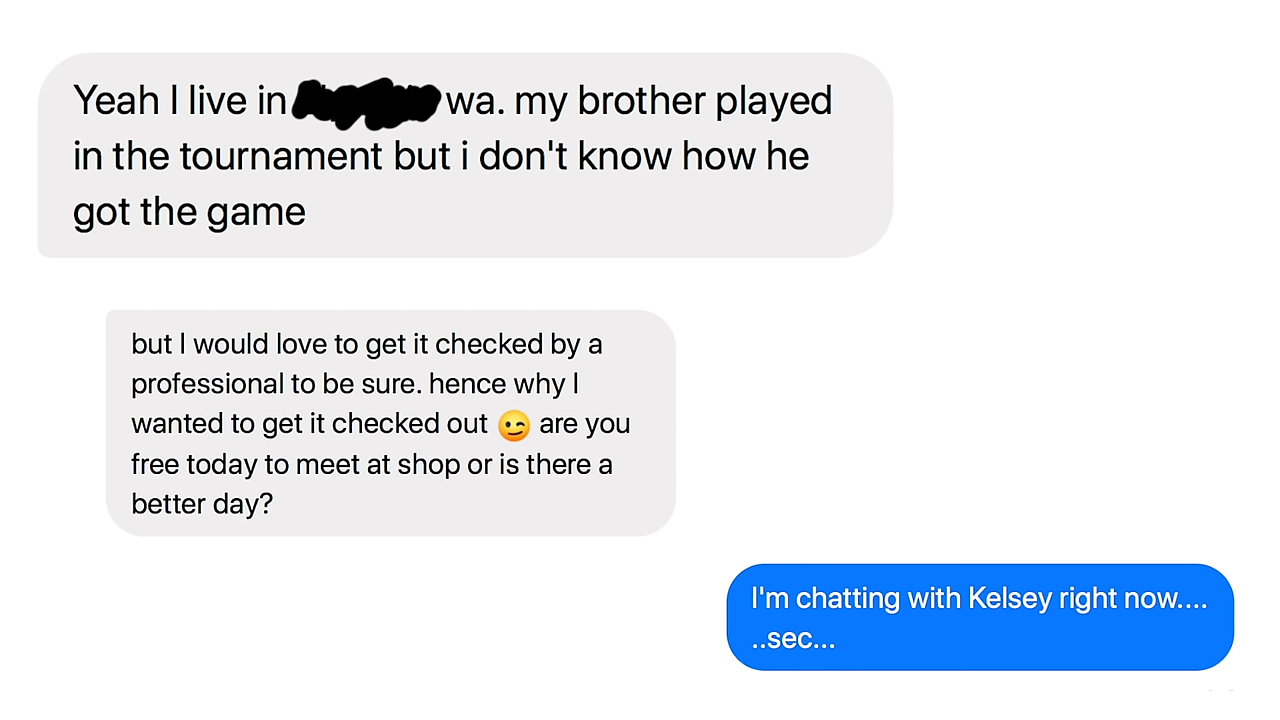 Yeah I live in wa. my brother played
in the tournament but i don't know how he
got the game
but I would love to get it checked by a
professional to be sure. hence why I
wanted to get it checked out 😉 are you
free today to meet at shop or is there a
better day?
I'm chatting with Kelsey right now....
..sec...